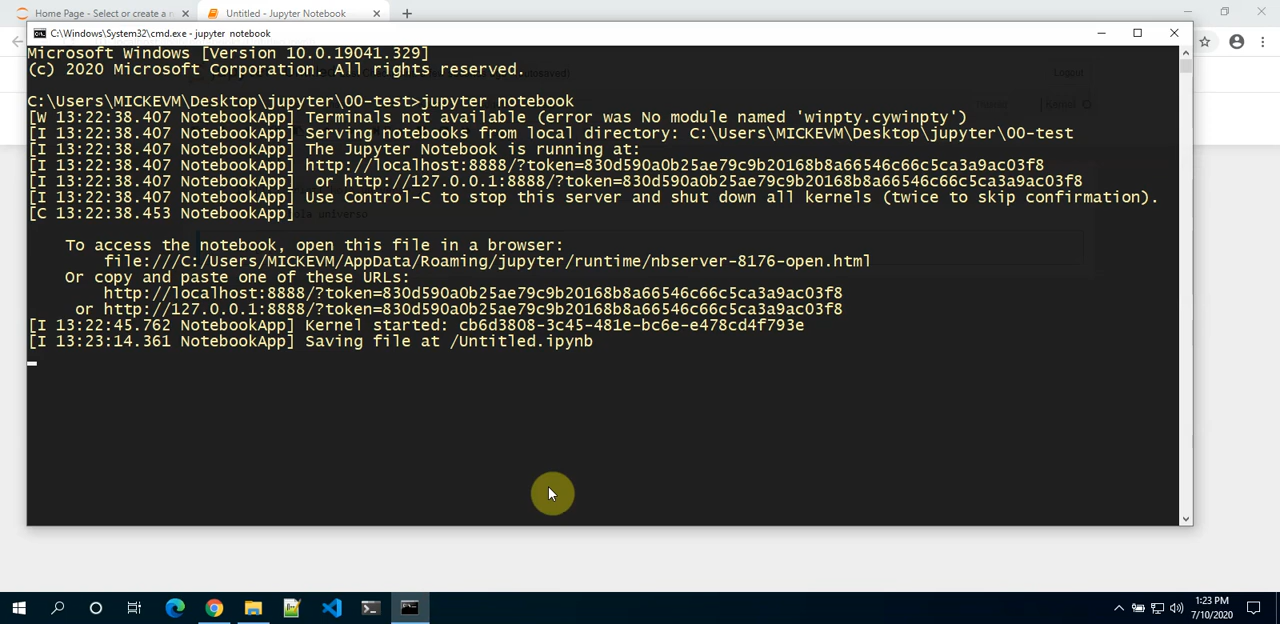 Home Page - Select or create a n
Untitled - Jupyter Notebook
C:\Windows\System32\cmd.exe - jupyter notebook
Microsoft Windows [Version 10.0.19041.329]
(c) 2020 Microsoft Corporation. All rights reserved.
Logout
C:\Users\MICKEVM\Desktop\jupyter\00-test>jupyter notebook
[W 13:22:38.407 NotebookApp] Terminals not available (error was No module named 'winpty.cywinpty')
[I 13:22:38.407 NotebookApp] Serving notebooks from local directory: C:\Users\MICKEVM\Desktop\jupyter\00-test
[I 13:22:38.407 NotebookApp] The Jupyter Notebook is running at:
[I 13:22:38.407 NotebookApp] http://localhost:8888/?token=830d590a0b25ae79c9b20168b8a66546c66c5ca3a9ac03f8
[I 13:22:38.407 NotebookApp]  or http://127.0.0.1:8888/?token=830d590a0b25ae79c9b20168b8a66546c66c5ca3a9ac03f8
[I 13:22:38.407 NotebookApp] Use Control-C to stop this server and shut down all kernels (twice to skip confirmation).
[C 13:22:38.453 NotebookApp]
universo
To access the notebook, open this file in a browser:
file:///C:/Users/MICKEVM/AppData/Roaming/jupyter/runtime/nbserver-8176-open.html
Or copy and paste one of these URLs:
http://localhost:8888/?token=830d590a0b25ae79c9b20168b8a66546c66c5ca3a9ac03f8
or http://127.0.0.1:8888/?token=830d590a0b25ae79c9b20168b8a66546c66c5ca3a9ac03f8
[I 13:22:45.762 NotebookApp] Kernel started: cb6d3808-3c45-481e-bc6e-e478cd4f793e
[I 13:23:14.361 NotebookApp] Saving file at /Untitled.ipynb
1:23 PM
7/10/2020